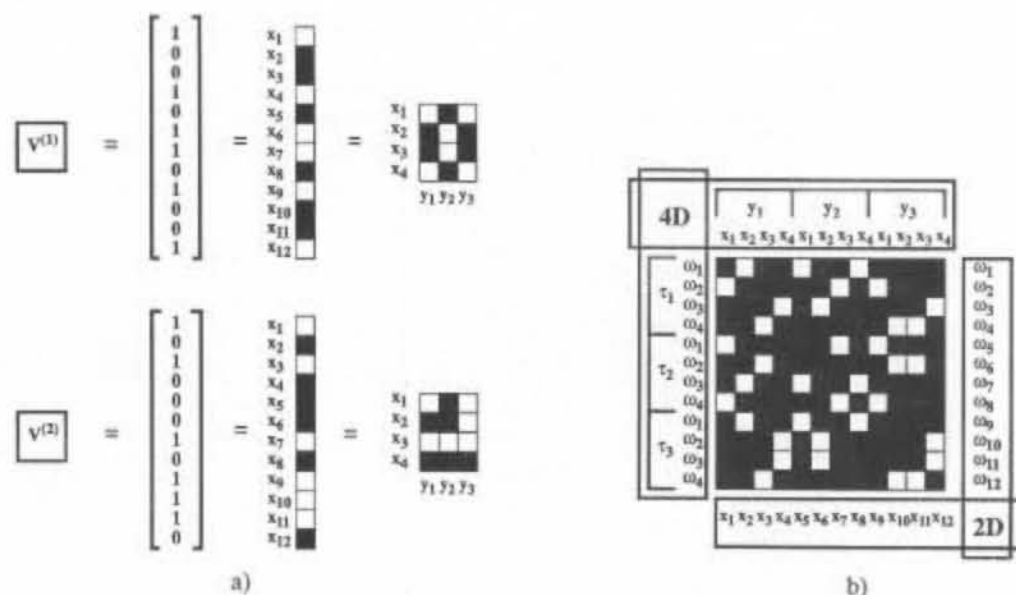 V(1) = [ 1 0 0 1 0 1 1 0 1 0 0 1 ] = x1 x2 x3 x4 x5 x6 x7 x8 x9 x10 x11 x12 = x1 x2 x3 x4
y1 y2 y3
V(2) = [ 1 0 1 0 0 0 1 0 1 1 1 0 ] = x1 x2 x3 x4 x5 x6 x7 x8 x9 x10 x11 x12 = x1 x2 x3 x4
y1 y2 y3
a)
4D y1 y2 y3
x1 x2 x3 x4 x1 x2 x3 x4 x1 x2 x3 x4
τ1 ω1 ω1
ω2 ω2
ω3 ω3
ω4 ω4
τ2 ω1 ω5
ω2 ω6
ω3 ω7
ω4 ω8
τ3 ω1 ω9
ω2 ω10
ω3 ω11
ω4 ω12
x1 x2 x3 x4 x5 x6 x7 x8 x9 x10 x11 x12 2D
b)